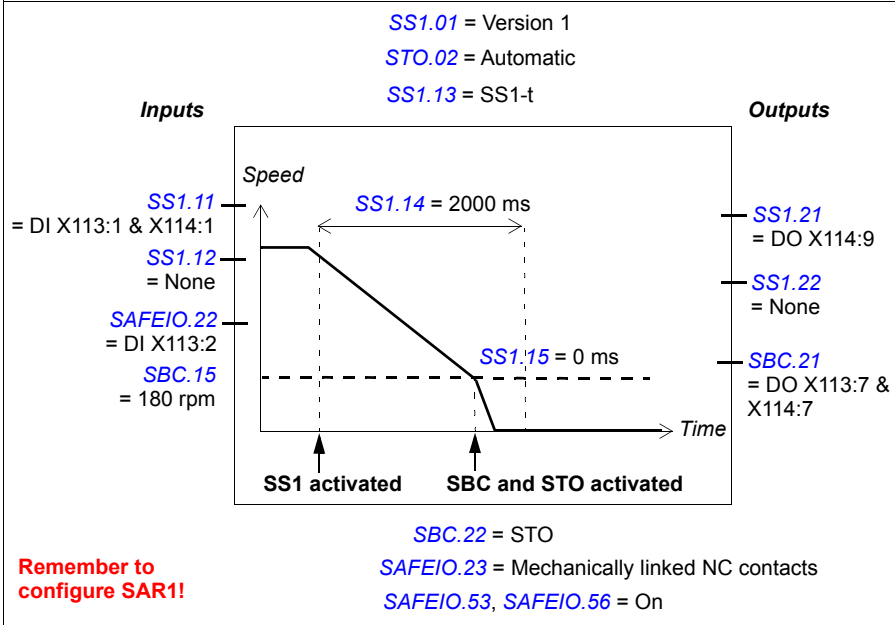 SS1.01 = Version 1
STO.02 = Automatic
SS1.13 = SS1-t
Inputs
Outputs
Speed
SS1.11
= DI X113:1 & X114:1
SS1.12
= None
SAFEIO.22
= DI X113:2
SBC.15
= 180 rpm
SS1.14 = 2000 ms
SS1.15 = 0 ms
Time
SS1 activated
SBC and STO activated
SS1.21
= DO X114:9
SS1.22
= None
SBC.21
= DO X113:7 &
X114:7
SBC.22 = STO
SAFEIO.23 = Mechanically linked NC contacts
SAFEIO.53, SAFEIO.56 = On
Remember to
configure SAR1!